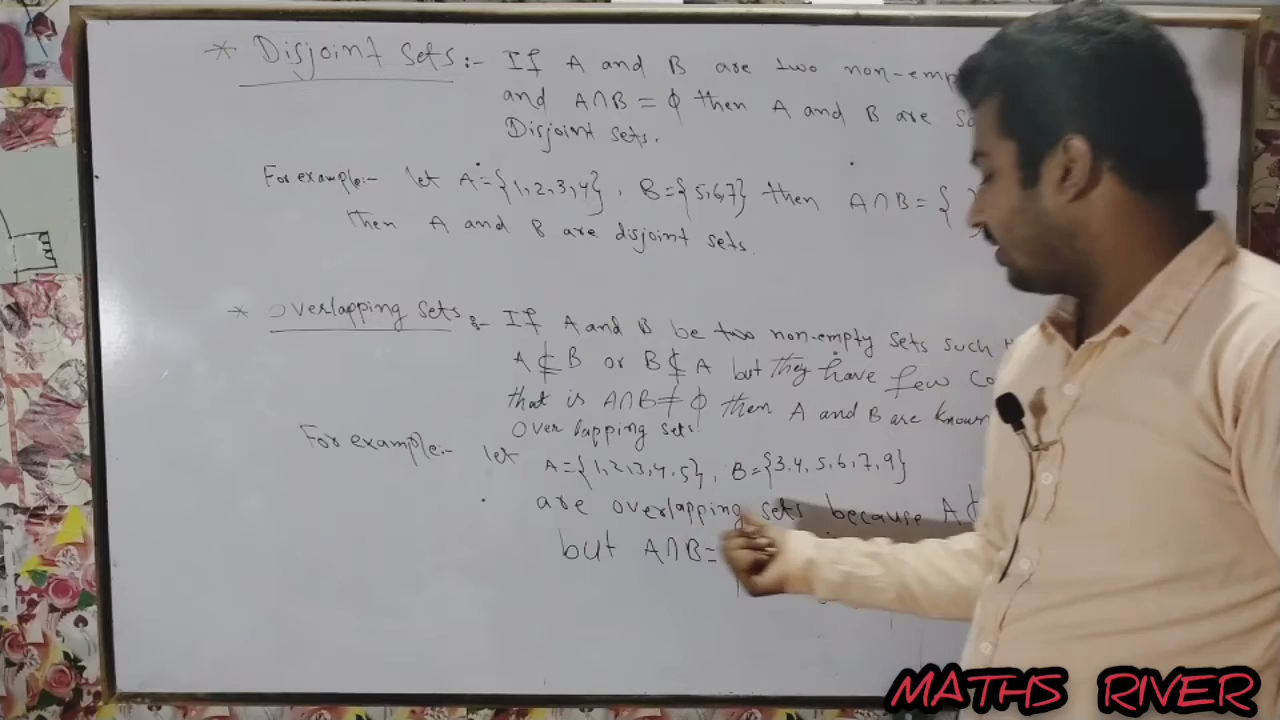 * Disjoint Sets:- If A and B are two non-emp
and A∩B = ϕ then A and B are
Disjoint sets.
For example:- let A={1,2,3,4}, B={5,6,7} then A∩B={ }
then A and B are disjoint sets.
* Overlapping Sets:- If A and B be two non-empty sets such
A⊄B or B⊄A but They have few
that is A∩B≠ϕ then A and B are known
Overlapping sets.
For example:- let A={1,2,3,4,5}, B={3.4,5,6,7,9}
are overlapping sets because A⊄
but A∩B=
MATHS RIVER